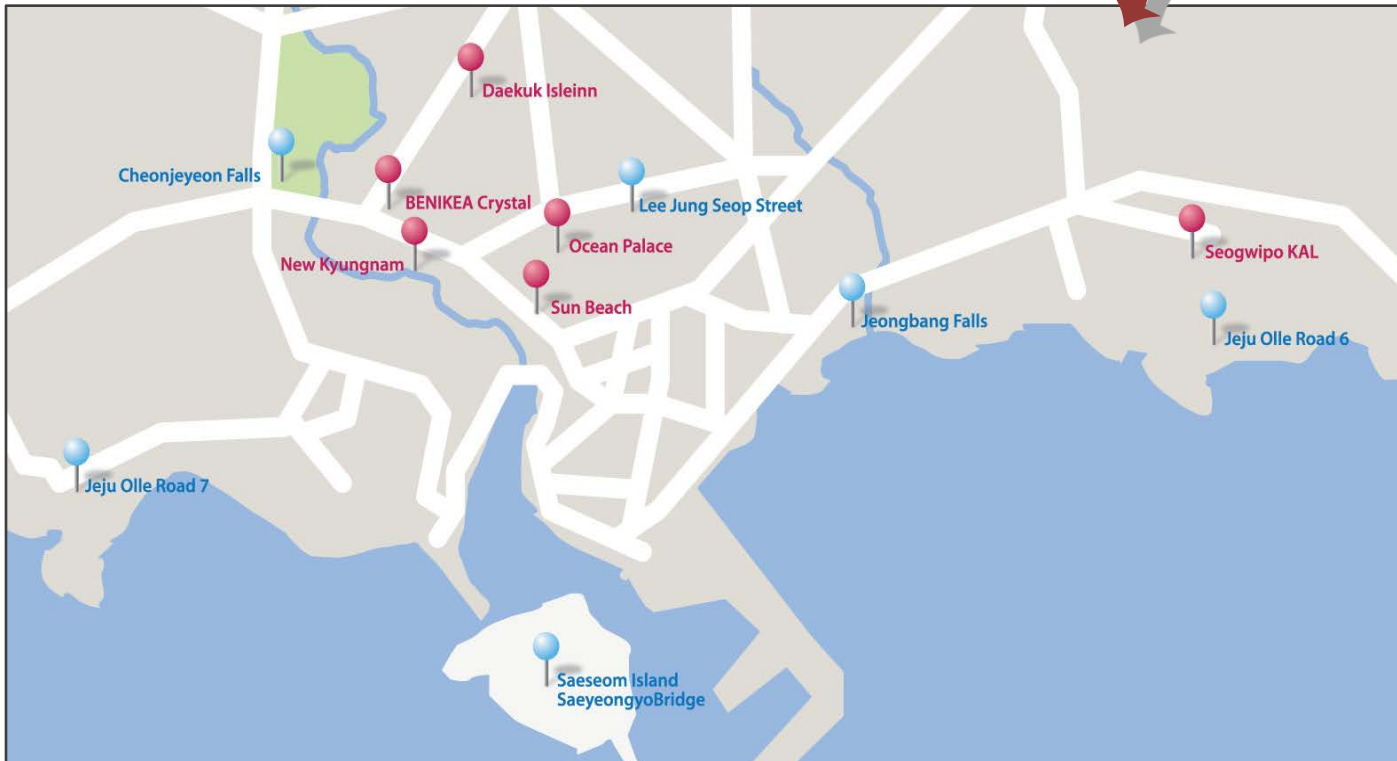 Daekuk Isleinn
Cheonjeyeon Falls
BENIKEA Crystal
Lee Jung Seop Street
Ocean Palace
New Kyungnam
Seogwipo KAL
Sun Beach
Jeongbang Falls
Jeju Olle Road 6
Jeju Olle Road 7
Saeseom Island
SaeyeongyoBridge